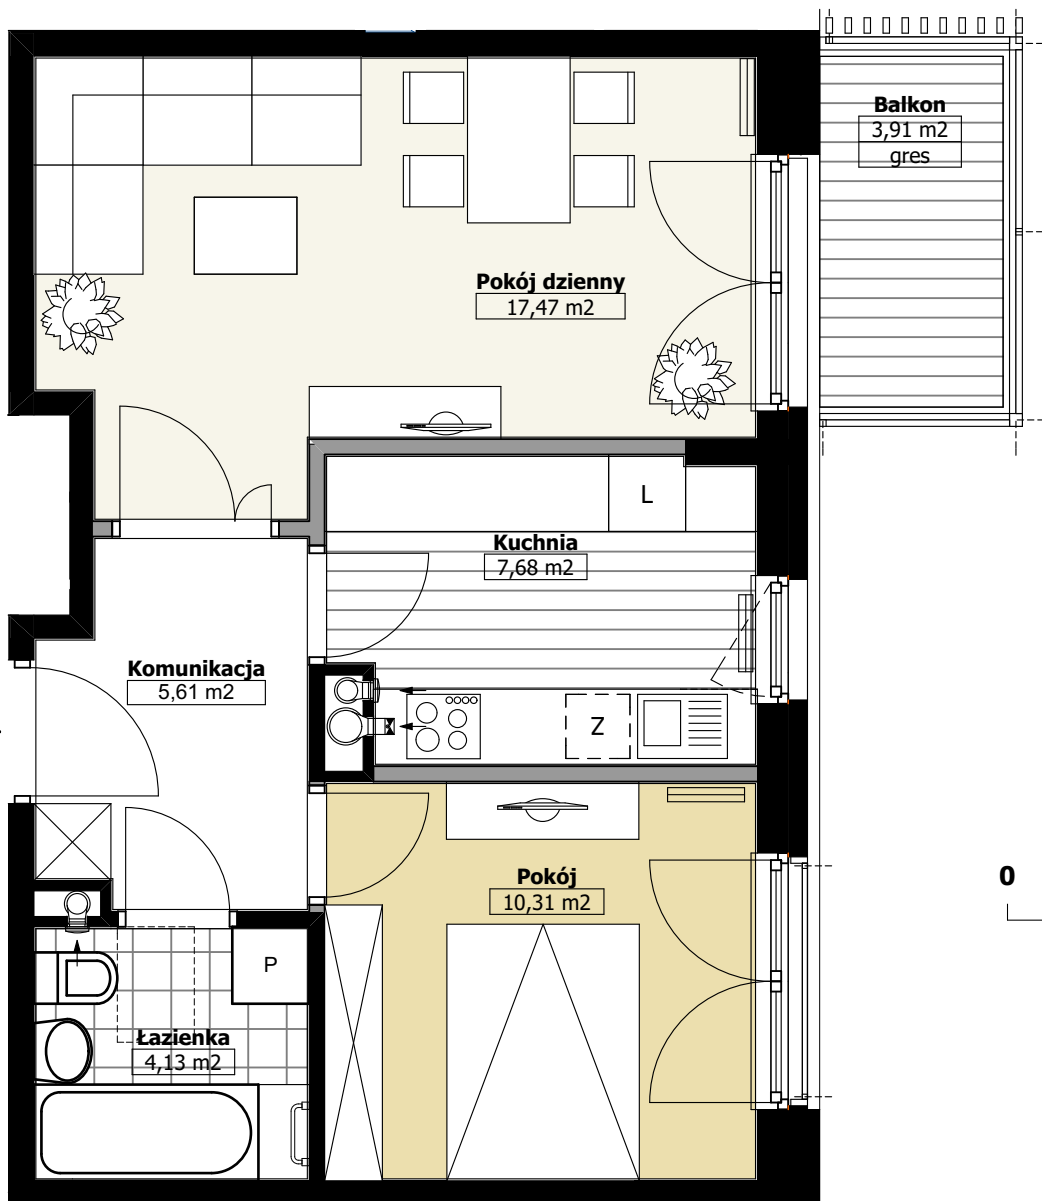 Balkon
3,91 m2
gres
Pokój dzienny
17,47 m2
L
Kuchnia
7,68 m2
Komunikacja
5,61 m2
Z
Pokój
10,31 m2
0
P
Łazienka
4,13 m2